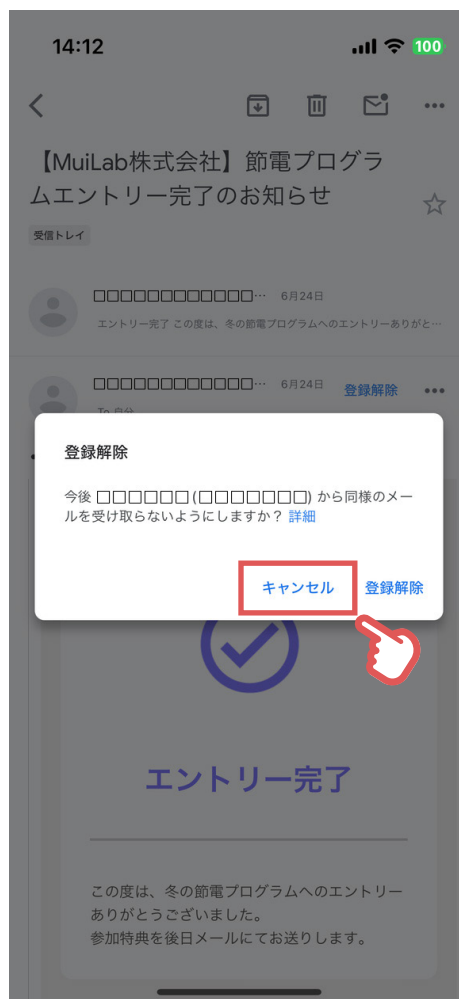 14:12
100
【MuiLab株式会社】節電プログラ
ムエントリー完了のお知らせ
受信トレイ
□□□□□□□□□□□□… 6月24日
エントリー完了 この度は、冬の節電プログラムへのエントリーありがと…
□□□□□□□□□□□□… 6月24日 登録解除
To 自分
登録解除
今後 □□□□□□ (□□□□□□□) から同様のメー
ルを受け取らないようにしますか? 詳細
キャンセル 登録解除
エントリー完了
この度は、冬の節電プログラムへのエントリー
ありがとうございました。
参加特典を後日メールにてお送りします。